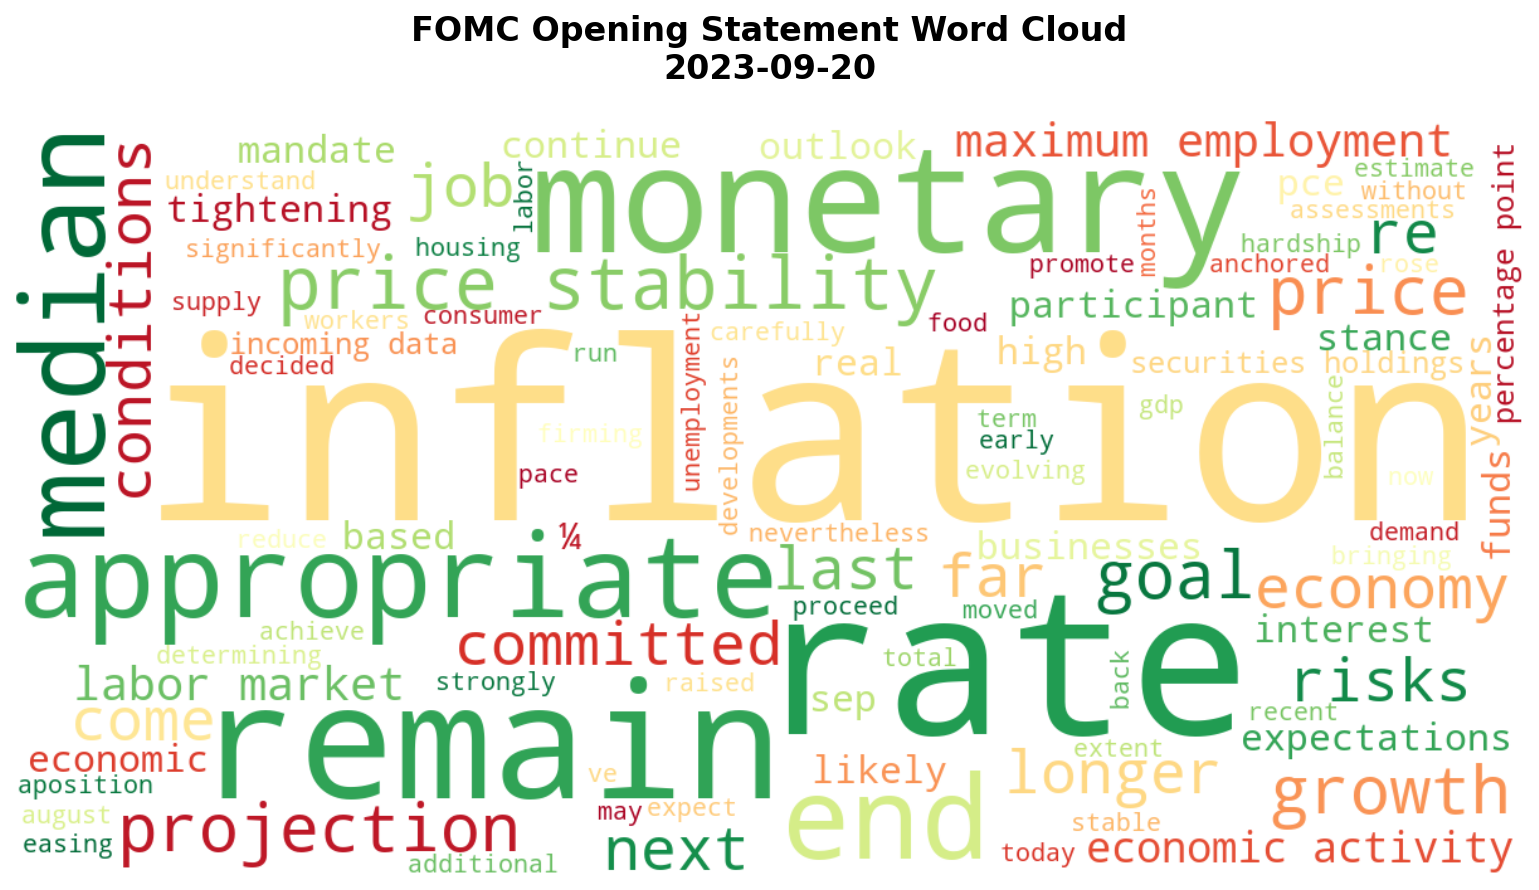 FOMC Opening Statement Word Cloud
2023-09-20
median
conditions
mandate
continue
outlook
maximum employment
understand
tightening
job
labor
monetary
months
pce
estimate
without
assessments
percentage point
significantly
housing
hardship
re
price stability
promote
anchored
rose
supply
workers
consumer
participant
price
food
stance
incoming data
decided
run
unemployment
carefully
developments
real
high
securities holdings
years
inflation
firming
pace
term
early
evolving
gdp
balance
now
funds
reduce
based
¼
nevertheless
businesses
demand
bringing
appropriate
last
far
goal
economy
proceed
moved
achieve
determining
committed
rate
total
back
interest
labor market
strongly
raised
sep
risks
come
remain
recent
expectations
economic
aposition
ve
likely
extent
longer
growth
august
easing
projection
may
expect
end
stable
next
additional
today
economic activity